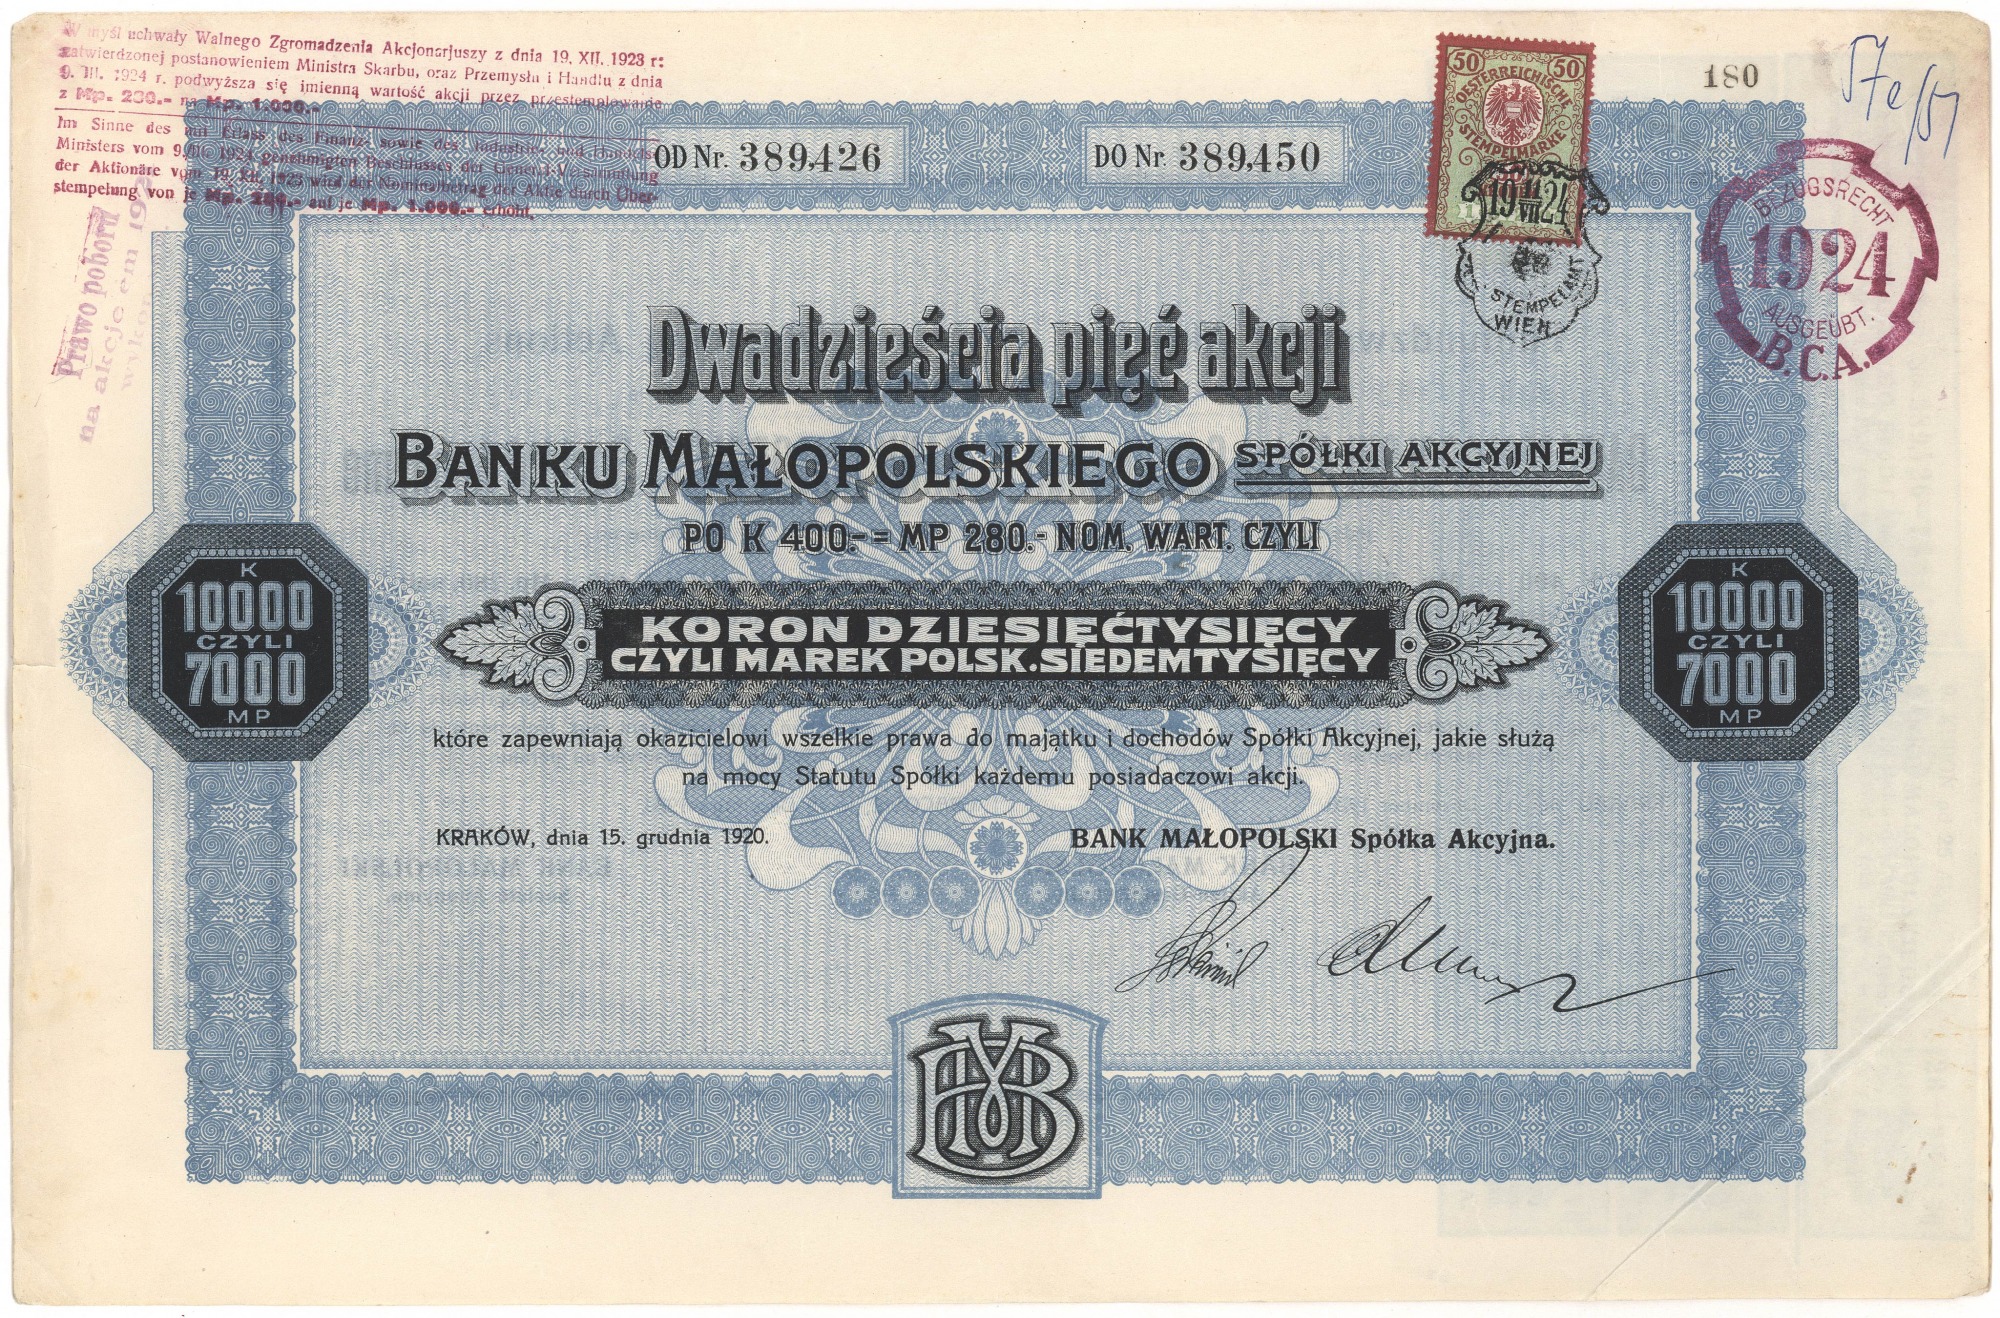 W myśl uchwały Walnego Zgromadzenia Akcjonarjuszy z dnia 19. XII. 1923 r:
zatwierdzonej postanowieniem Ministra Skarbu, oraz Przemysłu i Handlu z dnia
9. III. 1924 r. podwyższa się imienną wartość akcji przez przestemplowanie
z Mp. 280.- na Mp. 1.000.-
Im Sinne des mit Erlass des Finanz- sowie des Industrie- und Handels-
Ministers vom 9./III. 1924 genehmigten Beschlusses der General-Versammlung
der Aktionäre vom 19. XII. 1923 wird der Nominalbetrag der Aktie durch Über-
stempelung von je Mp. 280.- auf je Mp. 1.000.- erhöht.
Prawo poboru
na akcje em 192
OD Nr. 389,426
DO Nr. 389,450
50 50
OESTERREICHISCHE
STEMPELMARKE
19 11/VII 24
STEMPELAMT
WIEN
180
BEZUGSRECHT
1924
AUSGEÜBT.
B.C.A.
Dwadzieścia pięć akcji
BANKU MAŁOPOLSKIEGO SPÓŁKI AKCYJNEJ
PO K 400.- = MP 280.- NOM. WART. CZYLI
K
10000
CZYLI
7000
MP
KORON DZIESIĘĆTYSIĘCY
CZYLI MAREK POLSK. SIEDEMTYSIĘCY
K
10000
CZYLI
7000
MP
które zapewniają okazicielowi wszelkie prawa do majątku i dochodów Spółki Akcyjnej, jakie służą
na mocy Statutu Spółki każdemu posiadaczowi akcji.
KRAKÓW, dnia 15. grudnia 1920.
BANK MAŁOPOLSKI Spółka Akcyjna.